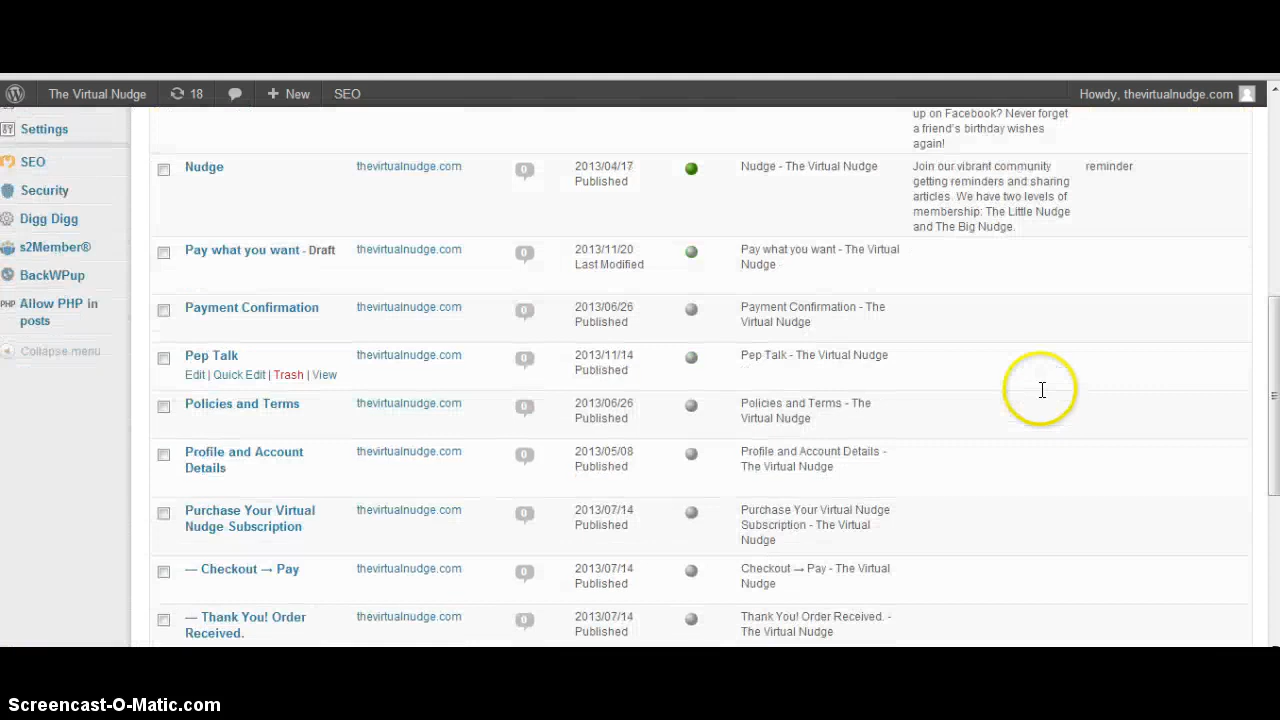 The Virtual Nudge 18 New SEO Howdy, thevirtualnudge.com
Settings
SEO
Security
Digg Digg
s2Member®
BackWPup
PHP Allow PHP in
posts
Collapse menu
up on Facebook? Never forget
a friend's birthday wishes
again!
Nudge thevirtualnudge.com 0 2013/04/17 Nudge - The Virtual Nudge Join our vibrant community reminder
Published getting reminders and sharing
articles. We have two levels of
membership: The Little Nudge
and The Big Nudge.
Pay what you want - Draft thevirtualnudge.com 0 2013/11/20 Pay what you want - The Virtual
Last Modified Nudge
Payment Confirmation thevirtualnudge.com 0 2013/06/26 Payment Confirmation - The
Published Virtual Nudge
Pep Talk thevirtualnudge.com 0 2013/11/14 Pep Talk - The Virtual Nudge
Edit | Quick Edit | Trash | View Published
Policies and Terms thevirtualnudge.com 0 2013/06/26 Policies and Terms - The
Published Virtual Nudge
Profile and Account thevirtualnudge.com 0 2013/05/08 Profile and Account Details -
Details Published The Virtual Nudge
Purchase Your Virtual thevirtualnudge.com 0 2013/07/14 Purchase Your Virtual Nudge
Nudge Subscription Published Subscription - The Virtual
Nudge
— Checkout → Pay thevirtualnudge.com 0 2013/07/14 Checkout → Pay - The Virtual
Published Nudge
— Thank You! Order thevirtualnudge.com 0 2013/07/14 Thank You! Order Received. -
Received. Published The Virtual Nudge
Screencast-O-Matic.com